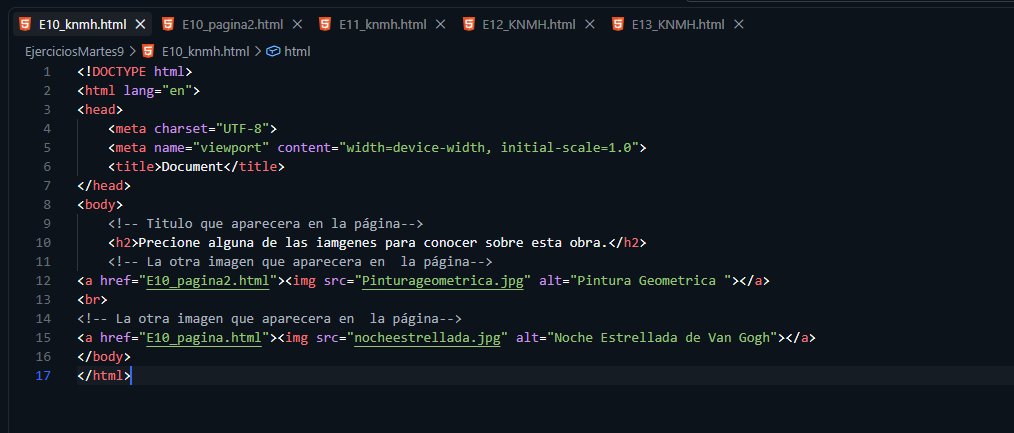 E10_knmh.html E10_pagina2.html E11_knmh.html E12_KNMH.html E13_KNMH.html
EjerciciosMartes9 > E10_knmh.html > html
1 <!DOCTYPE html>
2 <html lang="en">
3 <head>
4 <meta charset="UTF-8">
5 <meta name="viewport" content="width=device-width, initial-scale=1.0">
6 <title>Document</title>
7 </head>
8 <body>
9 <!-- Titulo que aparecera en la página-->
10 <h2>Precione alguna de las iamgenes para conocer sobre esta obra.</h2>
11 <!-- La otra imagen que aparecera en  la página-->
12 <a href="E10_pagina2.html"><img src="Pinturageometrica.jpg" alt="Pintura Geometrica "></a>
13 <br>
14 <!-- La otra imagen que aparecera en  la página-->
15 <a href="E10_pagina.html"><img src="nocheestrellada.jpg" alt="Noche Estrellada de Van Gogh"></a>
16 </body>
17 </html>